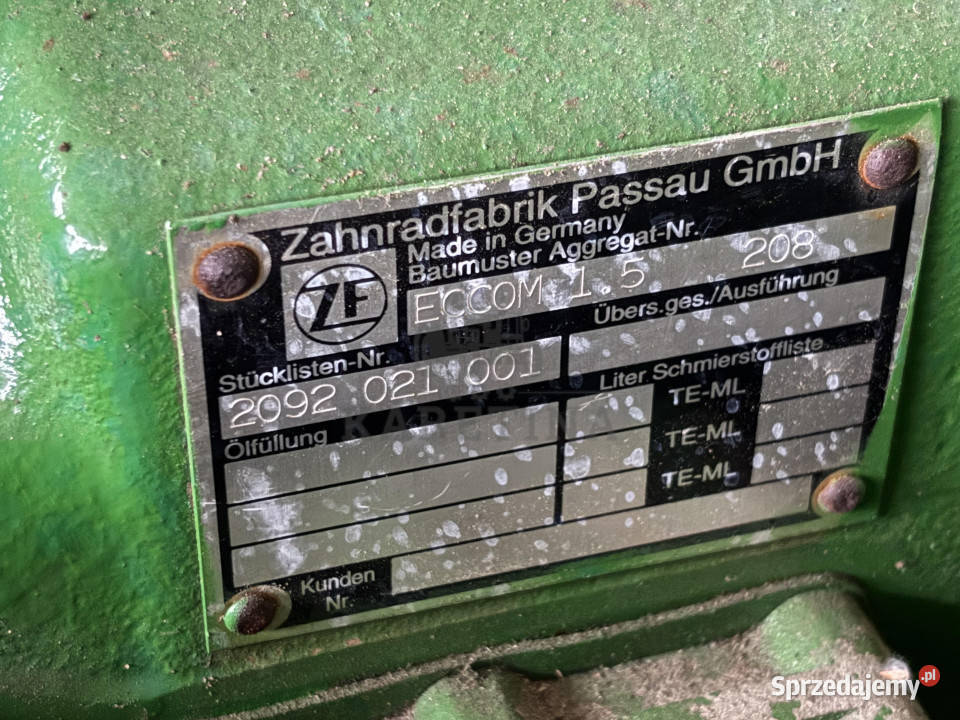 Zahnradfabrik Passau GmbH
Made in Germany
Baumuster Aggregat-Nr.
ZF
ECCOM 1.5 208
Stücklisten-Nr.
Übers.ges./Ausführung
2092 021 001
Ölfüllung
Liter Schmierstoffliste
TE-ML
TE-ML
TE-ML
Kunden
Nr.
Sprzedajemy.pl